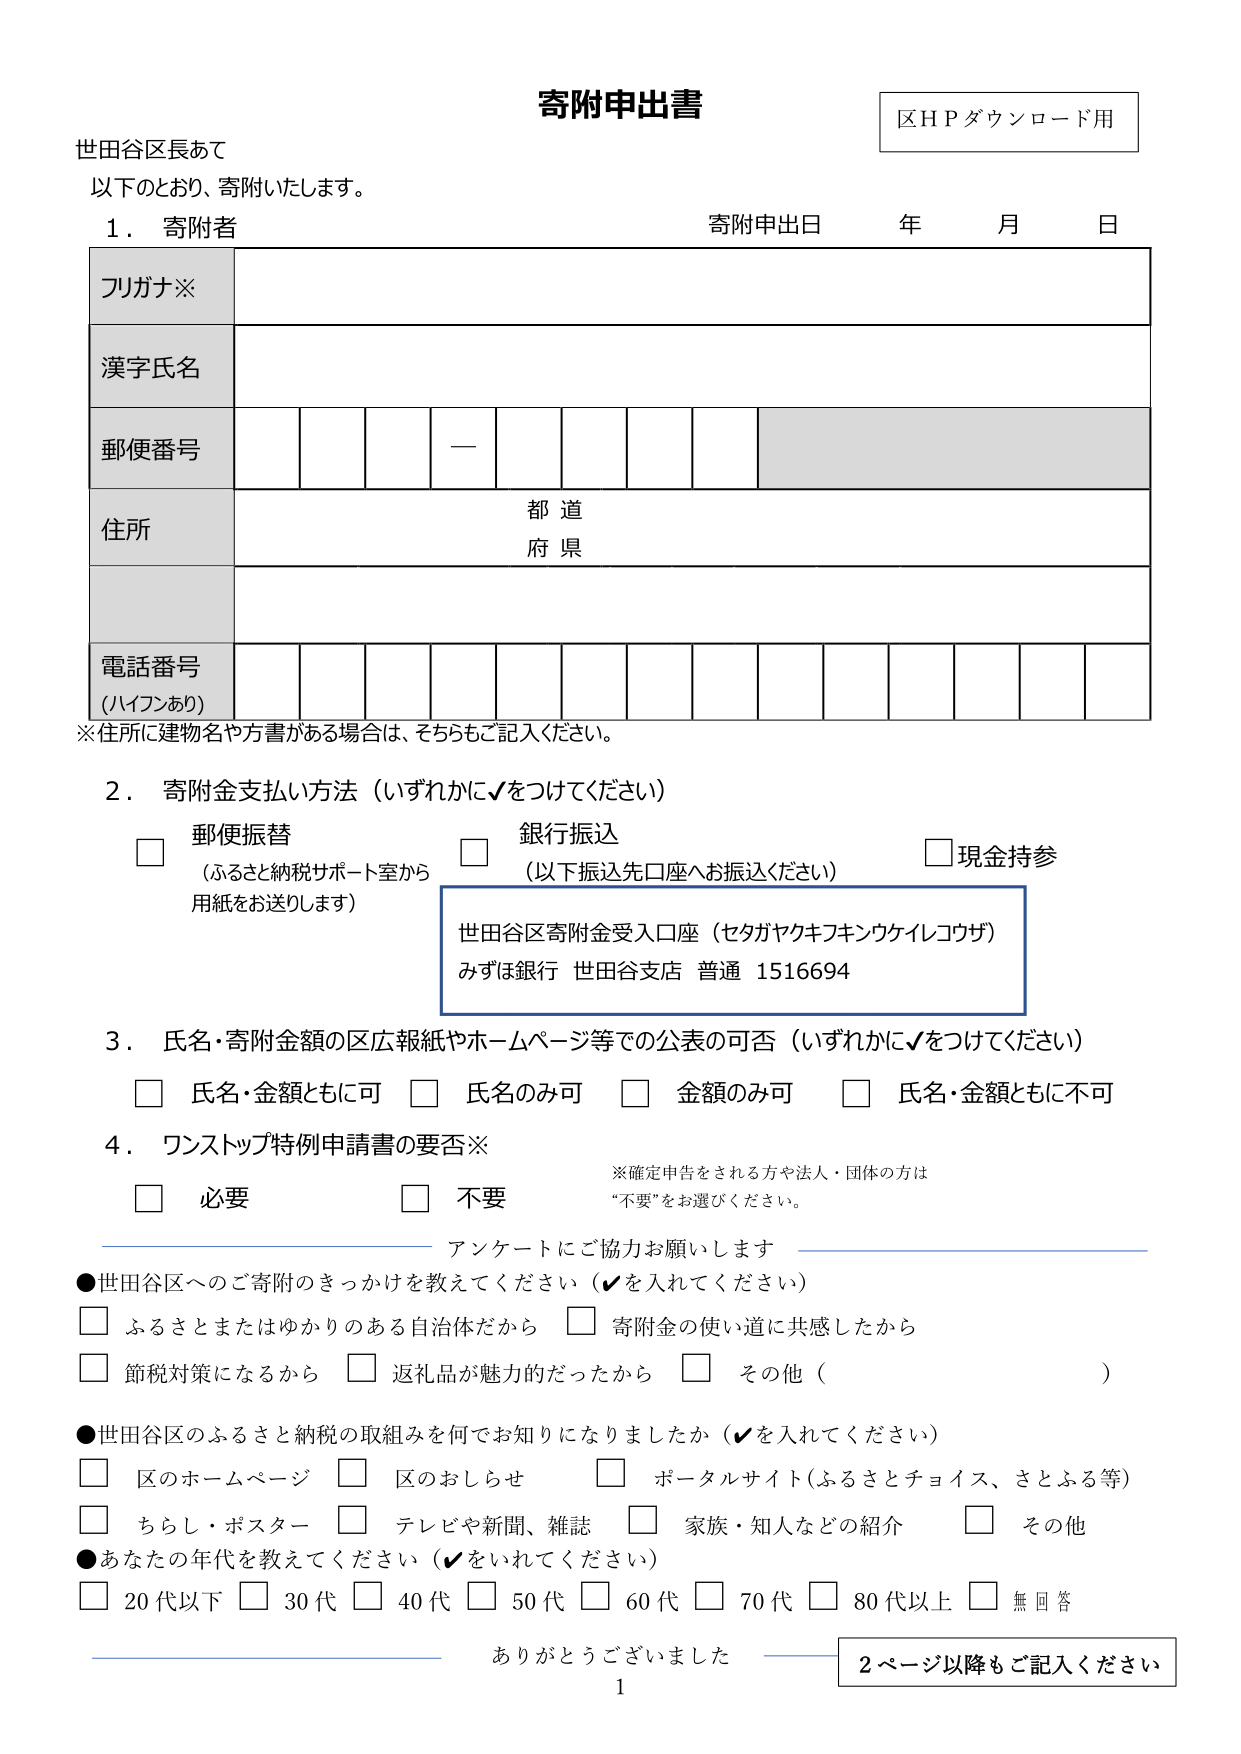 寄附申出書
区ＨＰダウンロード用
世田谷区長あて
以下のとおり、寄附いたします。
１． 寄附者 寄附申出日 年 月 日
フリガナ※
漢字氏名
郵便番号 ―
住所 都 道
府 県
電話番号
(ハイフンあり)
※住所に建物名や方書がある場合は、そちらもご記入ください。
２． 寄附金支払い方法（いずれかに✓をつけてください）
□ 郵便振替
（ふるさと納税サポート室から
用紙をお送りします）
□ 銀行振込
（以下振込先口座へお振込ください）
□現金持参
世田谷区寄附金受入口座（セタガヤクキフキンウケイレコウザ）
みずほ銀行 世田谷支店 普通 1516694
３． 氏名・寄附金額の区広報紙やホームページ等での公表の可否（いずれかに✓をつけてください）
□ 氏名・金額ともに可 □ 氏名のみ可 □ 金額のみ可 □ 氏名・金額ともに不可
４． ワンストップ特例申請書の要否※
□ 必要 □ 不要
※確定申告をされる方や法人・団体の方は
“不要”をお選びください。
アンケートにご協力お願いします
●世田谷区へのご寄附のきっかけを教えてください（✔を入れてください）
□ ふるさとまたはゆかりのある自治体だから □ 寄附金の使い道に共感したから
□ 節税対策になるから □ 返礼品が魅力的だったから □ その他（ ）
●世田谷区のふるさと納税の取組みを何でお知りになりましたか（✔を入れてください）
□ 区のホームページ □ 区のおしらせ □ ポータルサイト(ふるさとチョイス、さとふる等)
□ ちらし・ポスター □ テレビや新聞、雑誌 □ 家族・知人などの紹介 □ その他
●あなたの年代を教えてください（✔をいれてください）
□ 20 代以下 □ 30 代 □ 40 代 □ 50 代 □ 60 代 □ 70 代 □ 80 代以上 □ 無回答
ありがとうございました
２ページ以降もご記入ください
1